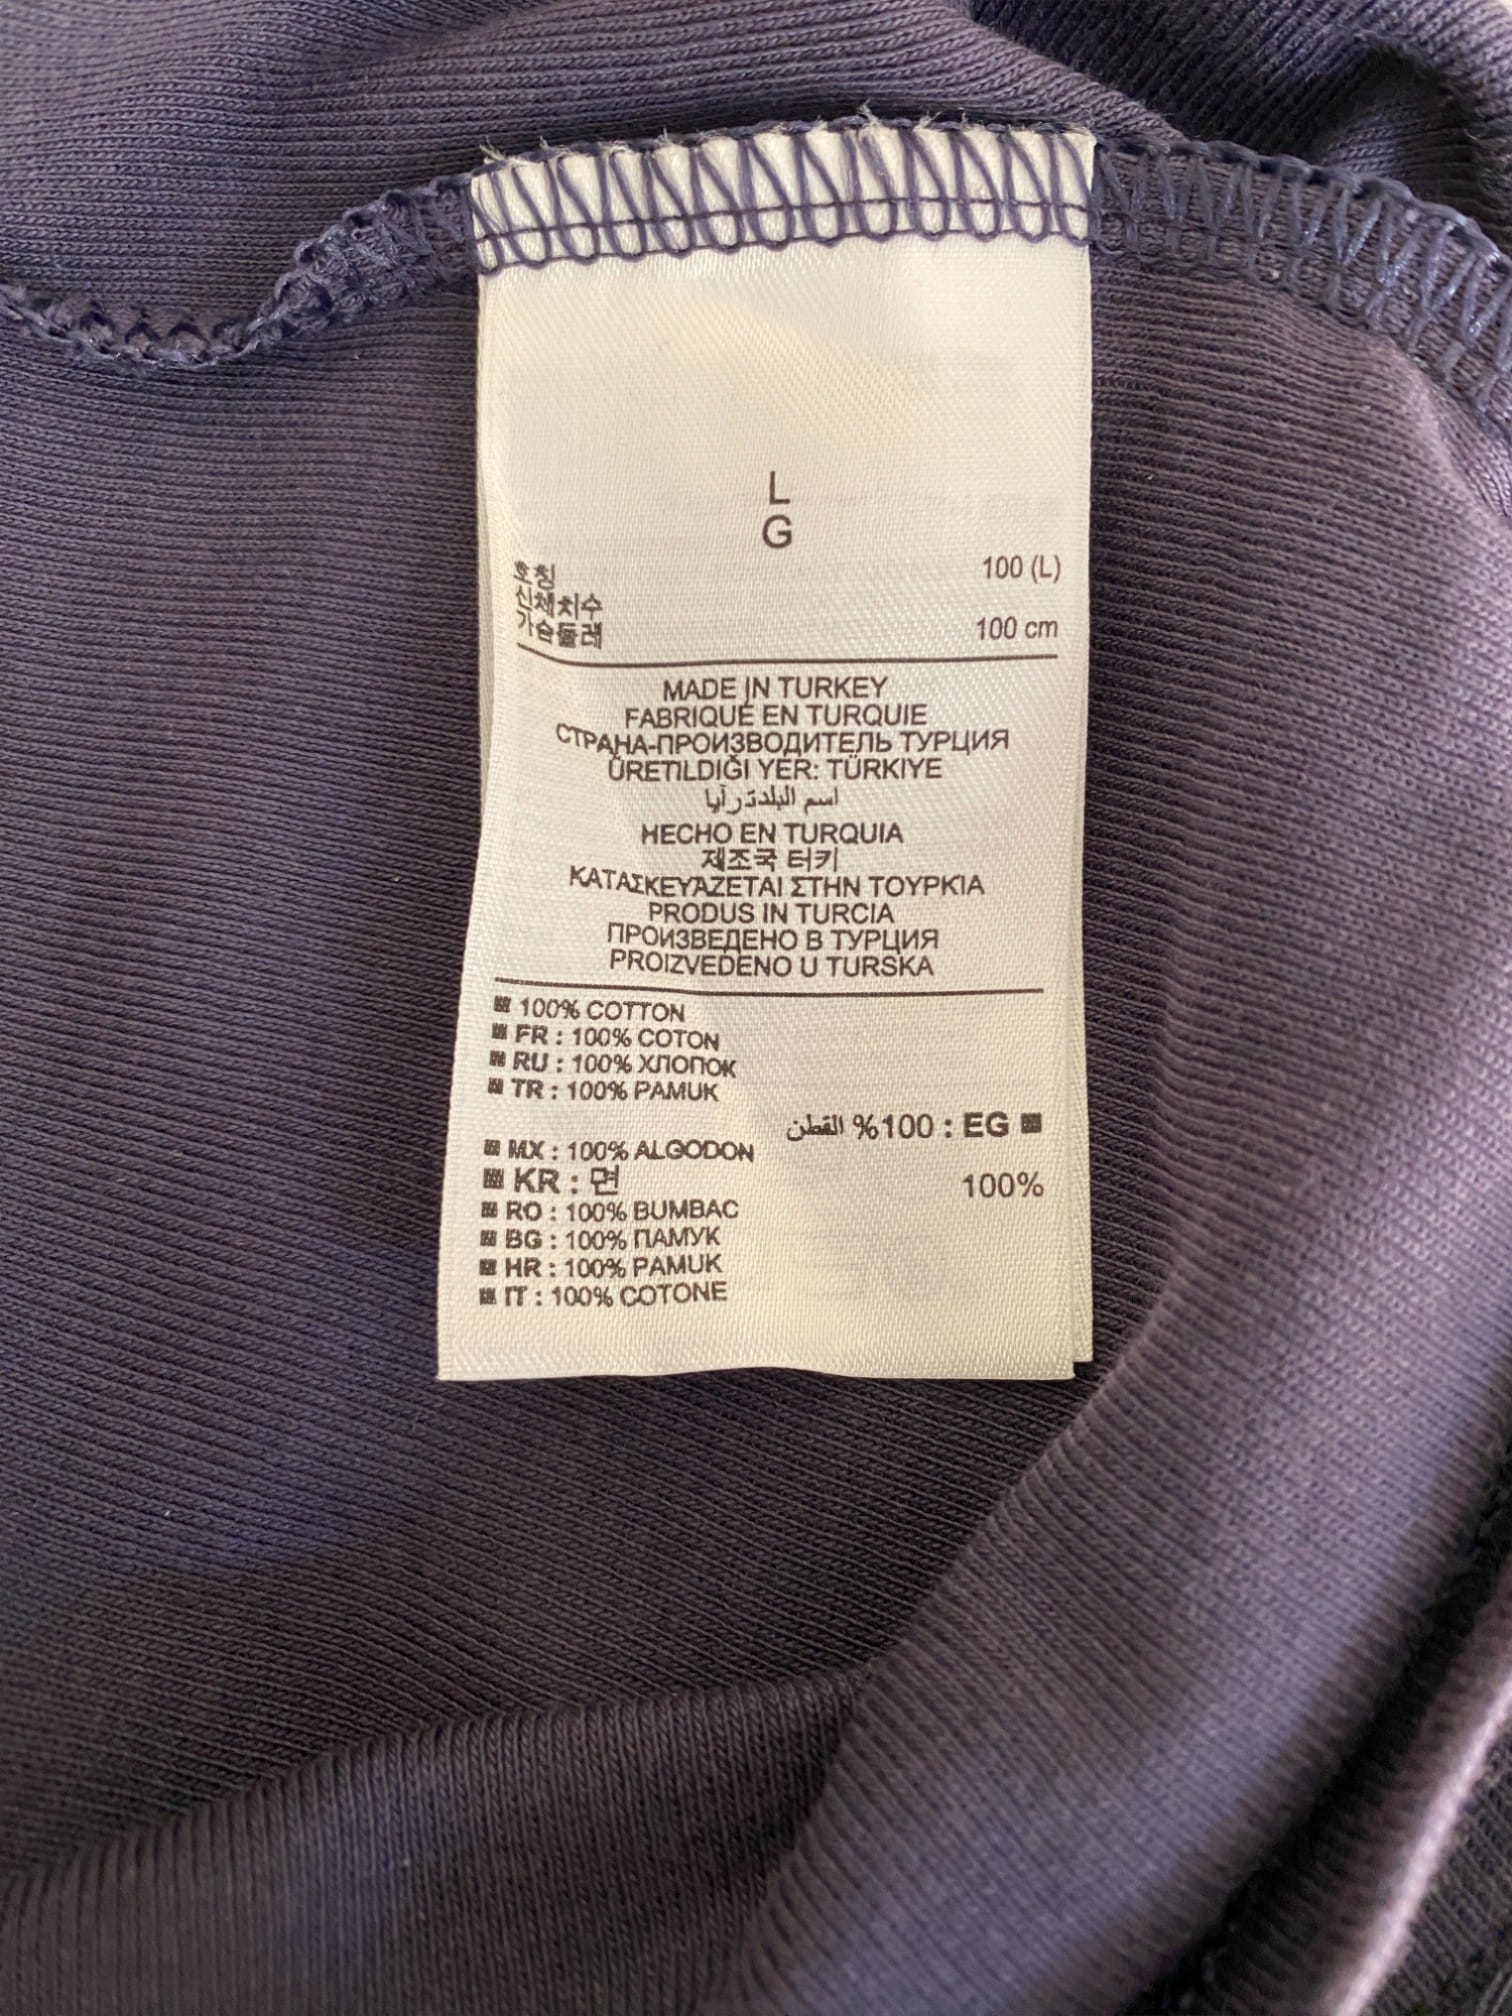 L
G
호칭 100 (L)
신체치수
가슴둘레 100 cm
MADE IN TURKEY
FABRIQUÉ EN TURQUIE
СТРАНА-ПРОИЗВОДИТЕЛЬ ТУРЦИЯ
ÜRETILDIĞI YER: TÜRKIYE
اسم البلد:
HECHO EN TURQUIA
제조국 터키
ΚΑΤΑΣΚΕΥΆΖΕΤΑΙ ΣΤΗΝ ΤΟΥΡΚΙΑ
PRODUS IN TURCIA
ПРОИЗВЕДЕНО В ТУРЦИЯ
PROIZVEDENO U TURSKA
100% COTTON
FR : 100% COTON
RU : 100% ХЛОПОК
TR : 100% PAMUK
EG : 100% القطن
MX : 100% ALGODON
KR : 면 100%
RO : 100% BUMBAC
BG : 100% ПАМУК
HR : 100% PAMUK
IT : 100% COTONE